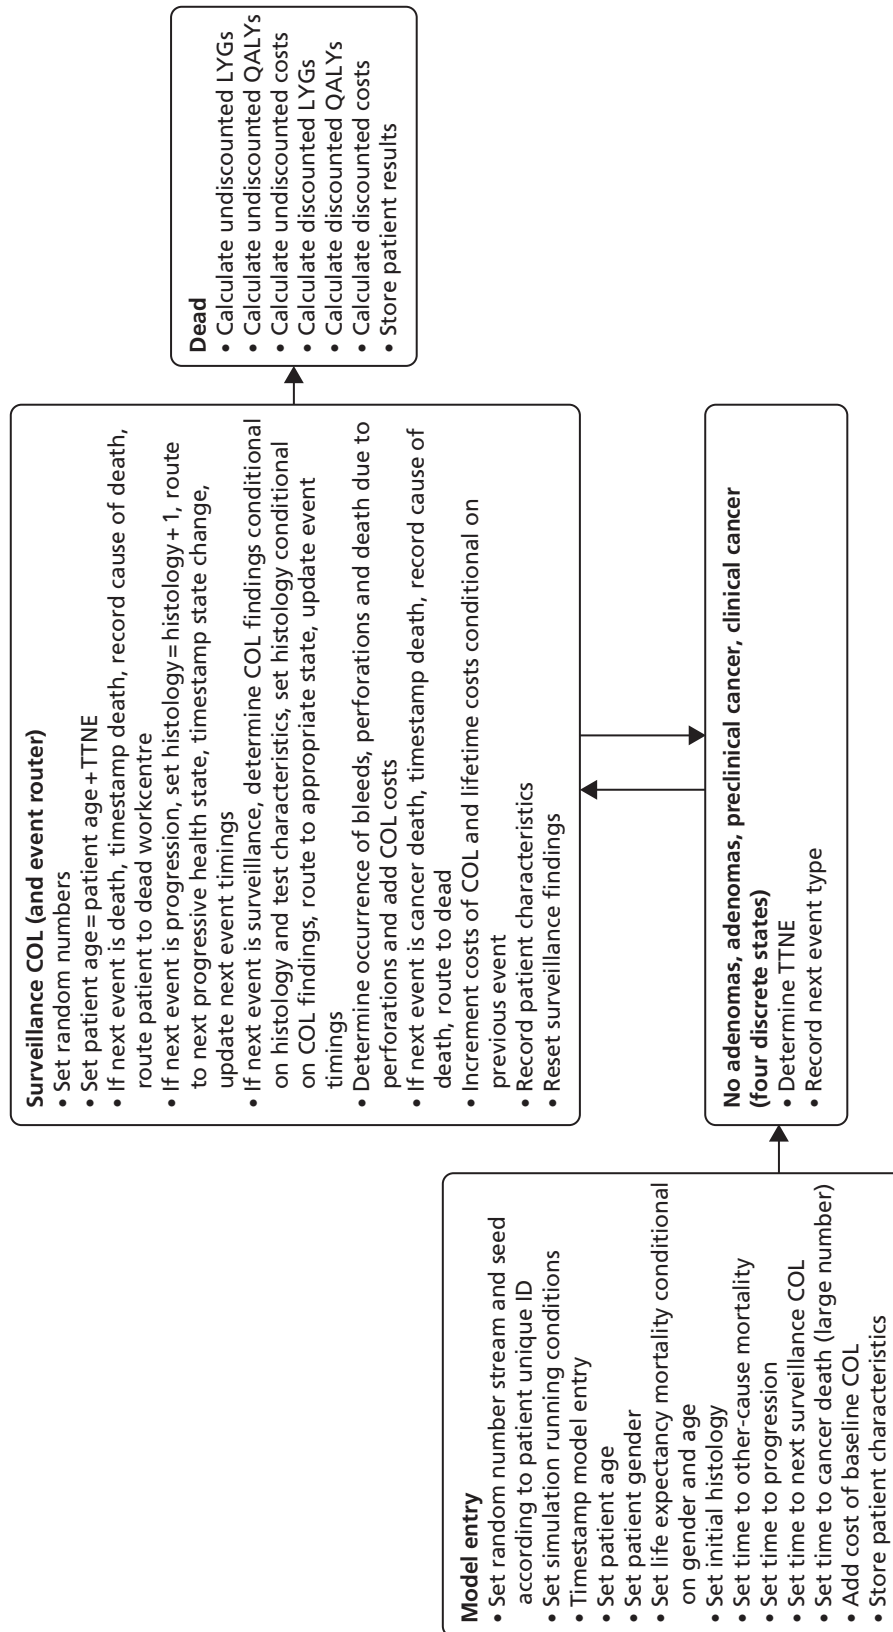 Model entry
• Set random number stream and seed
according to patient unique ID
• Set simulation running conditions
• Timestamp model entry
• Set patient age
• Set patient gender
• Set life expectancy mortality conditional
on gender and age
• Set initial histology
• Set time to other-cause mortality
• Set time to progression
• Set time to next surveillance COL
• Set time to cancer death (large number)
• Add cost of baseline COL
• Store patient characteristics
Surveillance COL (and event router)
• Set random numbers
• Set patient age = patient age + TTNE
• If next event is death, timestamp death, record cause of death,
route patient to dead workcentre
• If next event is progression, set histology = histology + 1, route
to next progressive health state, timestamp state change,
update next event timings
• If next event is surveillance, determine COL findings conditional
on histology and test characteristics, set histology conditional
on COL findings, route to appropriate state, update event
timings
• Determine occurrence of bleeds, perforations and death due to
perforations and add COL costs
• If next event is cancer death, timestamp death, record cause of
death, route to dead
• Increment costs of COL and lifetime costs conditional on
previous event
• Record patient characteristics
• Reset surveillance findings
No adenomas, adenomas, preclinical cancer, clinical cancer
(four discrete states)
• Determine TTNE
• Record next event type
Dead
• Calculate undiscounted LYGs
• Calculate undiscounted QALYs
• Calculate undiscounted costs
• Calculate discounted LYGs
• Calculate discounted QALYs
• Calculate discounted costs
• Store patient results